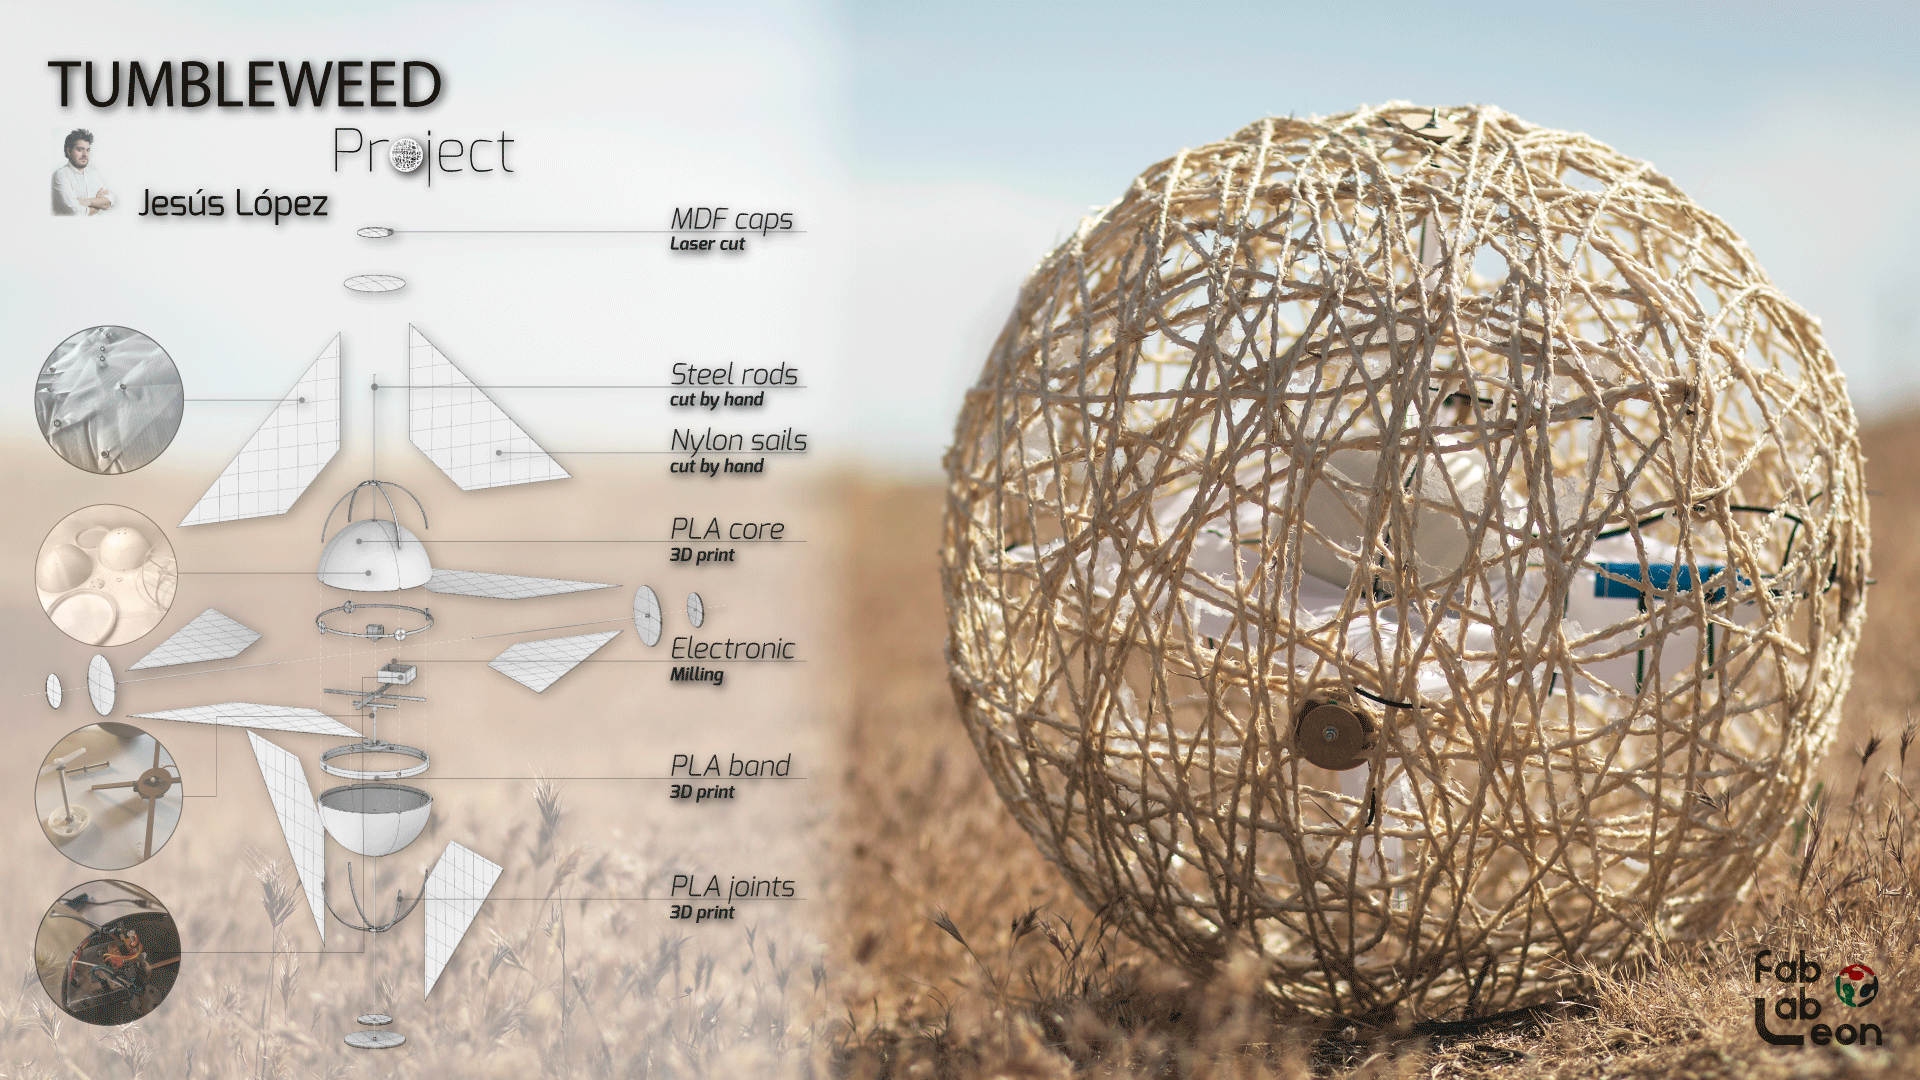 TUMBLEWEED
Project
Jesús López
MDF caps
Laser cut
Steel rods
cut by hand
Nylon sails
cut by hand
PLA core
3D print
Electronic
Milling
PLA band
3D print
PLA joints
3D print
Fab
Lab
Leon